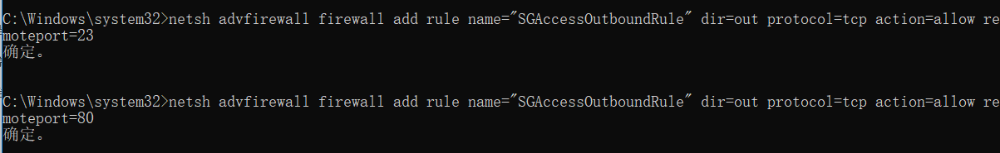 C:\Windows\system32>netsh advfirewall firewall add rule name="SGAccessOutboundRule" dir=out protocol=tcp action=allow re
moteport=23
确定。
C:\Windows\system32>netsh advfirewall firewall add rule name="SGAccessOutboundRule" dir=out protocol=tcp action=allow re
moteport=80
确定。